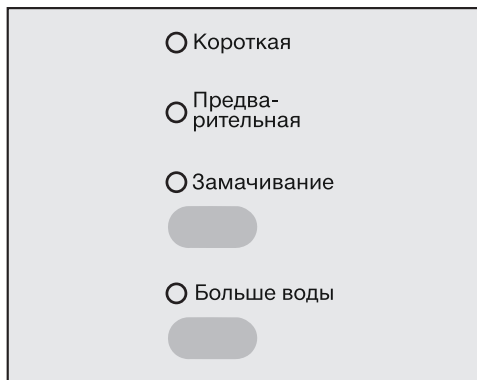 Короткая
Предва-
рительная
Замачивание
Больше воды